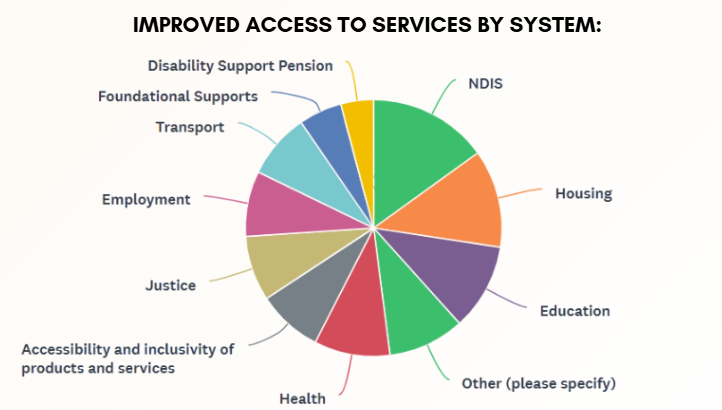 IMPROVED ACCESS TO SERVICES BY SYSTEM:
Disability Support Pension
NDIS
Foundational Supports
Transport
Employment
Housing
Justice
Education
Accessibility and inclusivity of
products and services
Other (please specify)
Health